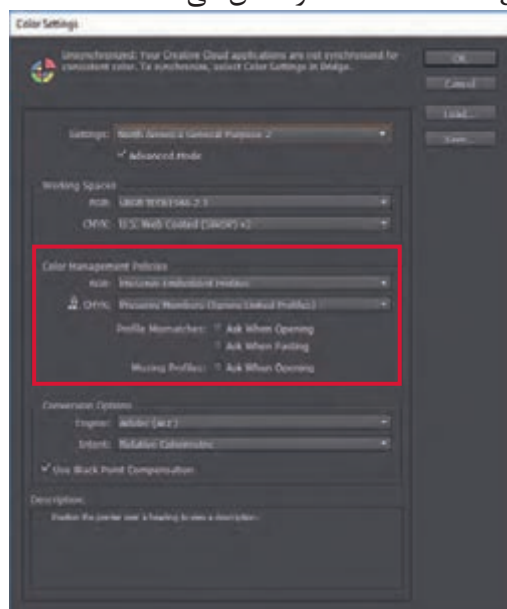 Color Settings
Unsynchronized: Your Creative Cloud applications are not synchronized for
consistent color. To synchronize, select Color Settings in Bridge.
OK
Cancel
Load...
Save...
Settings: North America General Purpose 2
Advanced Mode
Working Spaces
RGB: sRGB IEC61966-2.1
CMYK: U.S. Web Coated (SWOP) v2
Color Management Policies
RGB: Preserve Embedded Profiles
CMYK: Preserve Numbers (Ignore Linked Profiles)
Profile Mismatches: Ask When Opening
Ask When Pasting
Missing Profiles: Ask When Opening
Conversion Options
Engine: Adobe (ACE)
Intent: Relative Colorimetric
Use Black Point Compensation
Description:
Position the pointer over a heading to view a description.